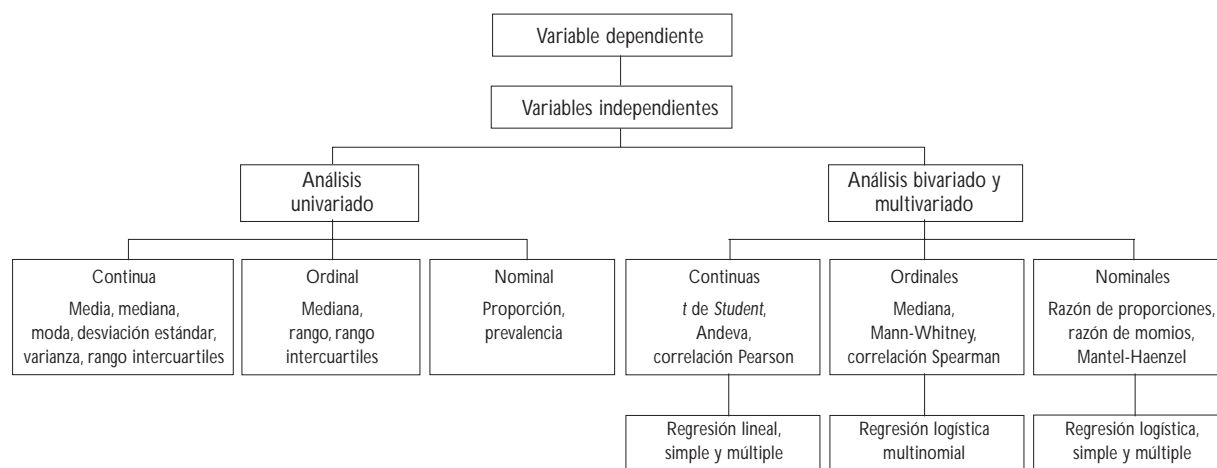 Variable dependiente
Variables independientes
Análisis
univariado
Análisis bivariado y
multivariado
Continua
Media, mediana,
moda, desviación estándar,
varianza, rango intercuartiles
Ordinal
Mediana,
rango, rango
intercuartiles
Nominal
Proporción,
prevalencia
Continuas
t de Student,
Andeva,
correlación Pearson
Ordinales
Mediana,
Mann-Whitney,
correlación Spearman
Nominales
Razón de proporciones,
razón de momios,
Mantel-Haenzel
Regresión lineal,
simple y múltiple
Regresión logística
multinomial
Regresión logística,
simple y múltiple